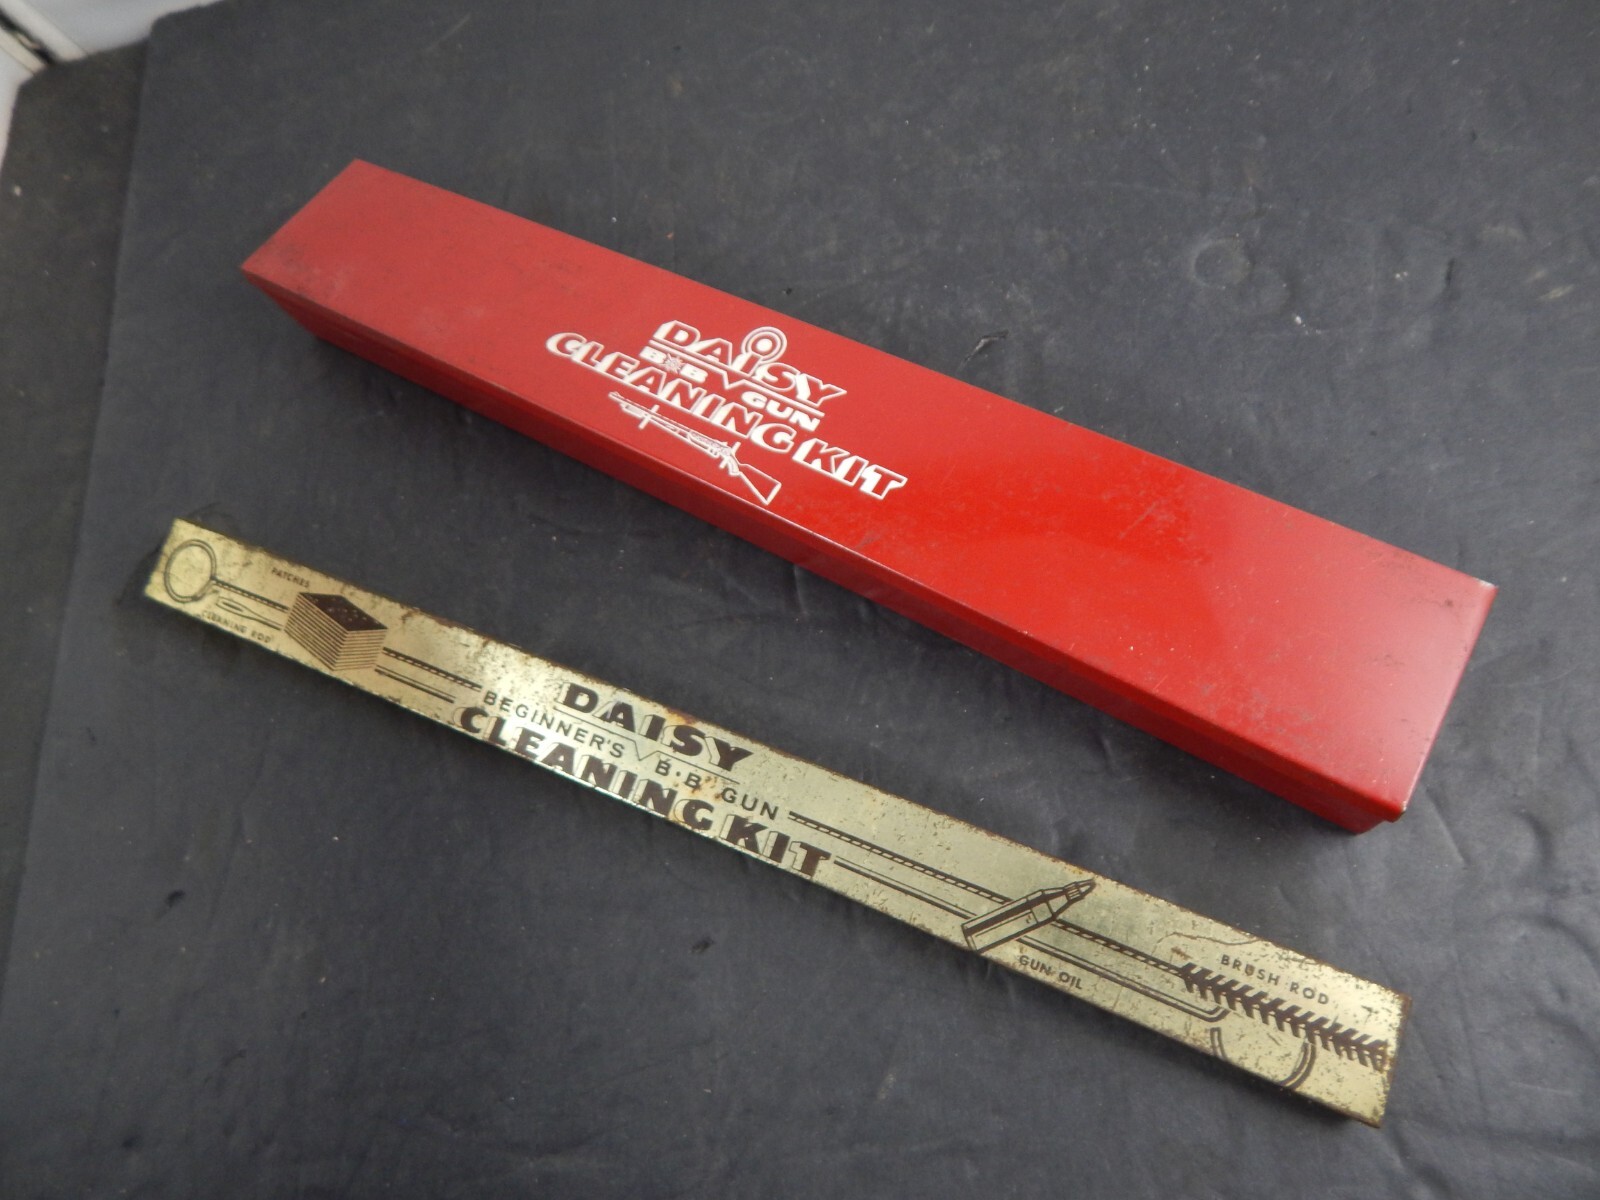 DAISY
B B GUN
CLEANING KIT
PATCHES
CLEANING ROD
DAISY
BEGINNER'S B·B GUN
CLEANING KIT
GUN OIL
BRUSH ROD